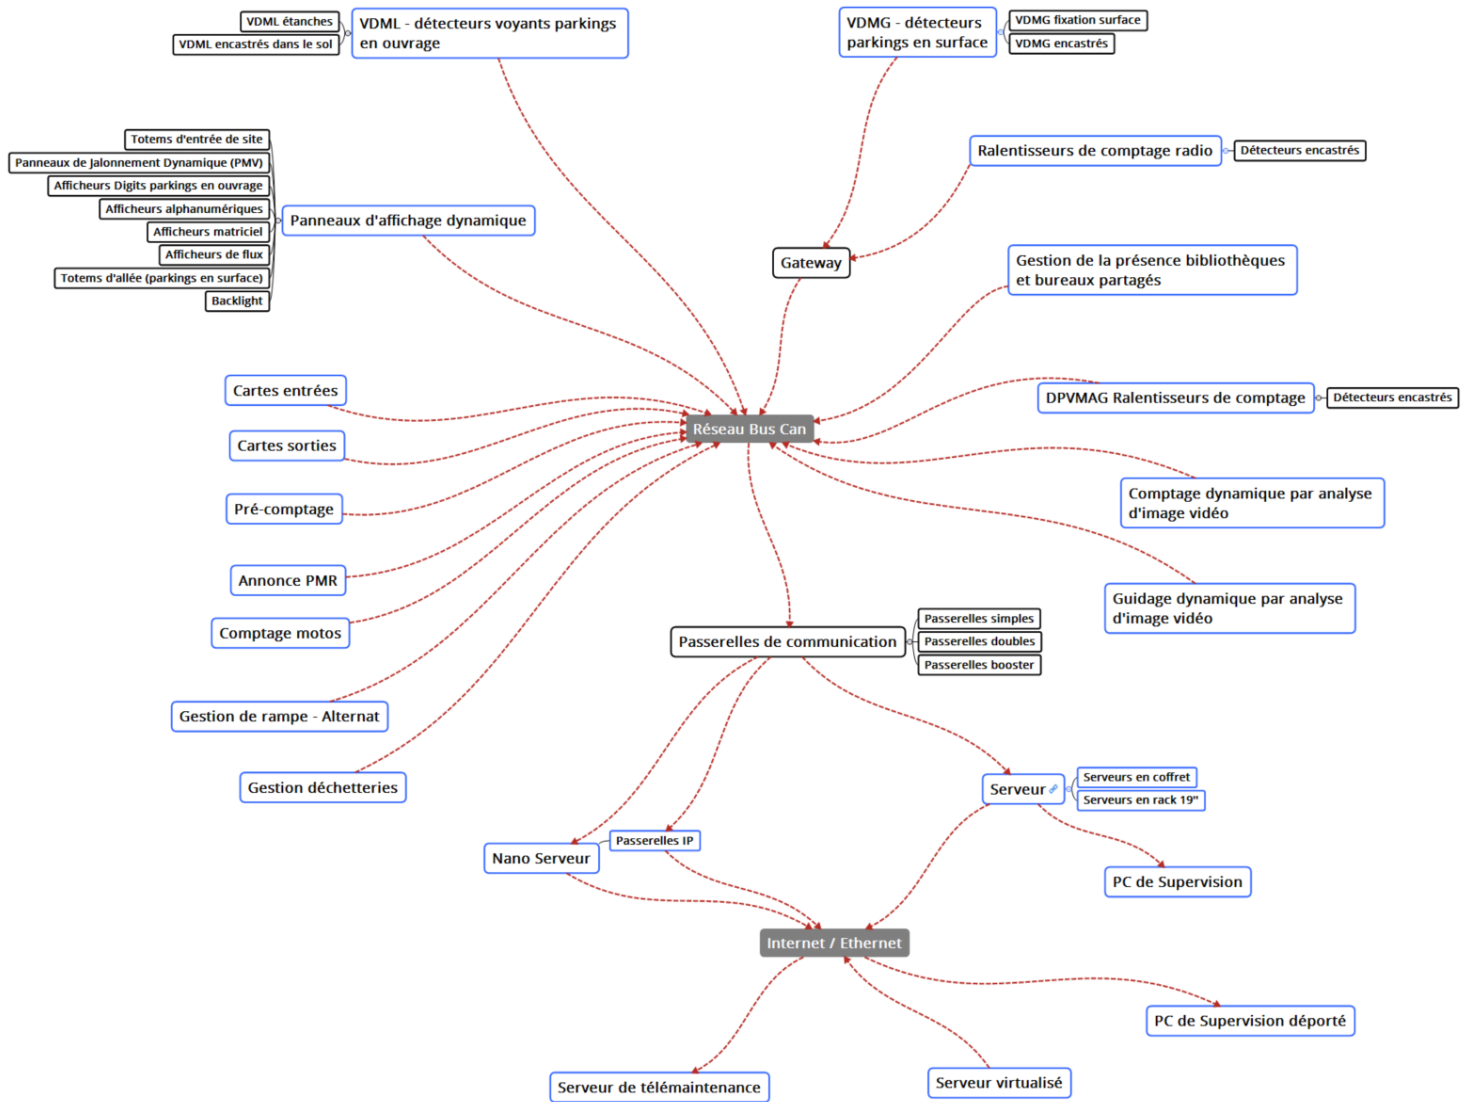 VDML étanches
VDML encastrés dans le sol
VDML - détecteurs voyants parkings
en ouvrage
VDMG - détecteurs
parkings en surface
VDMG fixation surface
VDMG encastrés
Totems d'entrée de site
Panneaux de Jalonnement Dynamique (PMV)
Afficheurs Digits parkings en ouvrage
Afficheurs alphanumériques
Afficheurs matriciel
Afficheurs de flux
Totems d'allée (parkings en surface)
Backlight
Panneaux d'affichage dynamique
Ralentisseurs de comptage radio
Détecteurs encastrés
Gateway
Gestion de la présence bibliothèques
et bureaux partagés
Cartes entrées
DPVMAG Ralentisseurs de comptage
Détecteurs encastrés
Réseau Bus Can
Cartes sorties
Pré-comptage
Comptage dynamique par analyse
d'image vidéo
Annonce PMR
Comptage motos
Guidage dynamique par analyse
d'image vidéo
Passerelles de communication
Passerelles simples
Passerelles doubles
Passerelles booster
Gestion de rampe - Alternat
Gestion déchetteries
Serveur
Serveurs en coffret
Serveurs en rack 19"
Nano Serveur
Passerelles IP
PC de Supervision
Internet / Ethernet
PC de Supervision déporté
Serveur de télémaintenance
Serveur virtualisé